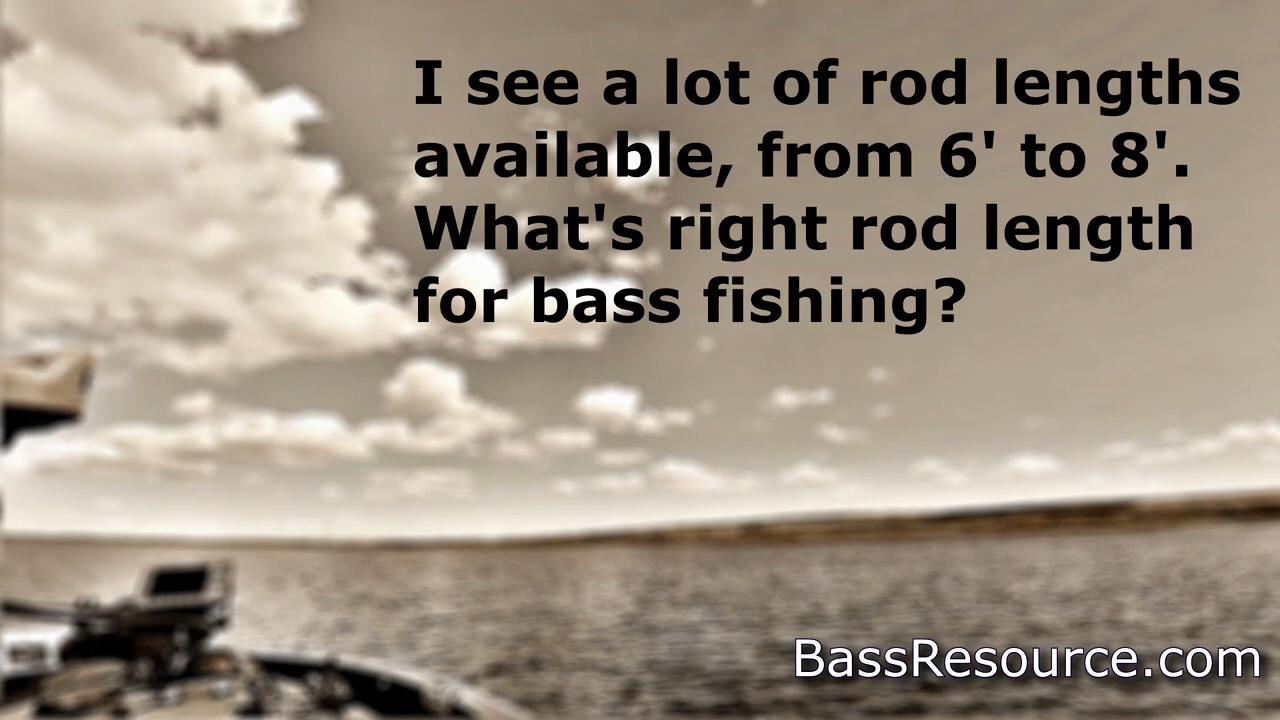 I see a lot of rod lengths
available, from 6' to 8'.
What's right rod length
for bass fishing?
BassResource.com